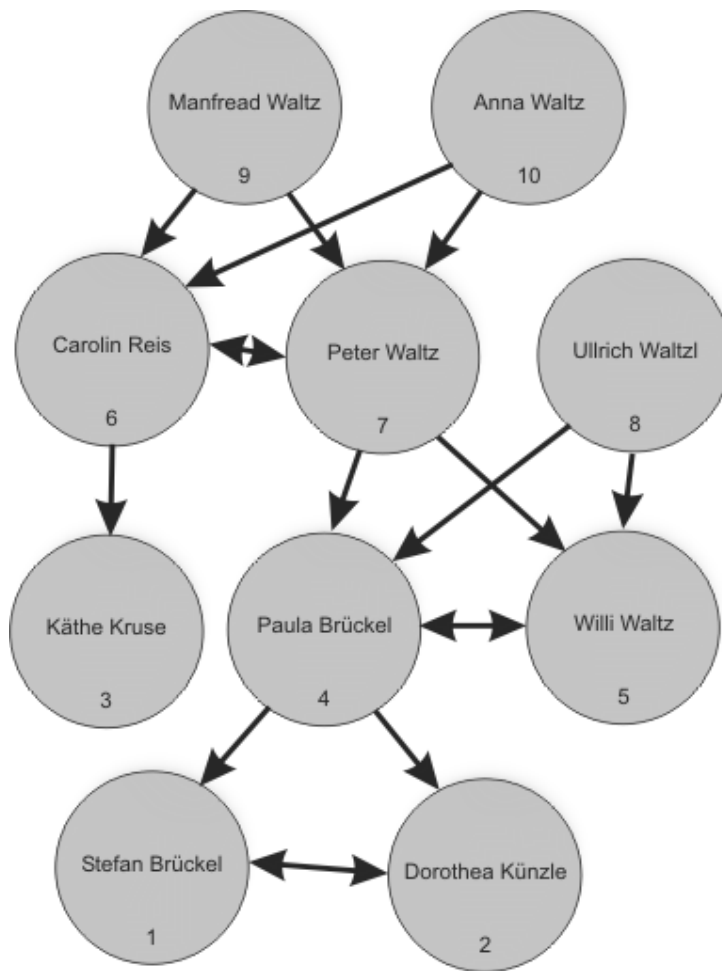 Manfread Waltz
9
Anna Waltz
10
Carolin Reis
6
Peter Waltz
7
Ullrich Waltzl
8
Käthe Kruse
3
Paula Brückel
4
Willi Waltz
5
Stefan Brückel
1
Dorothea Künzle
2